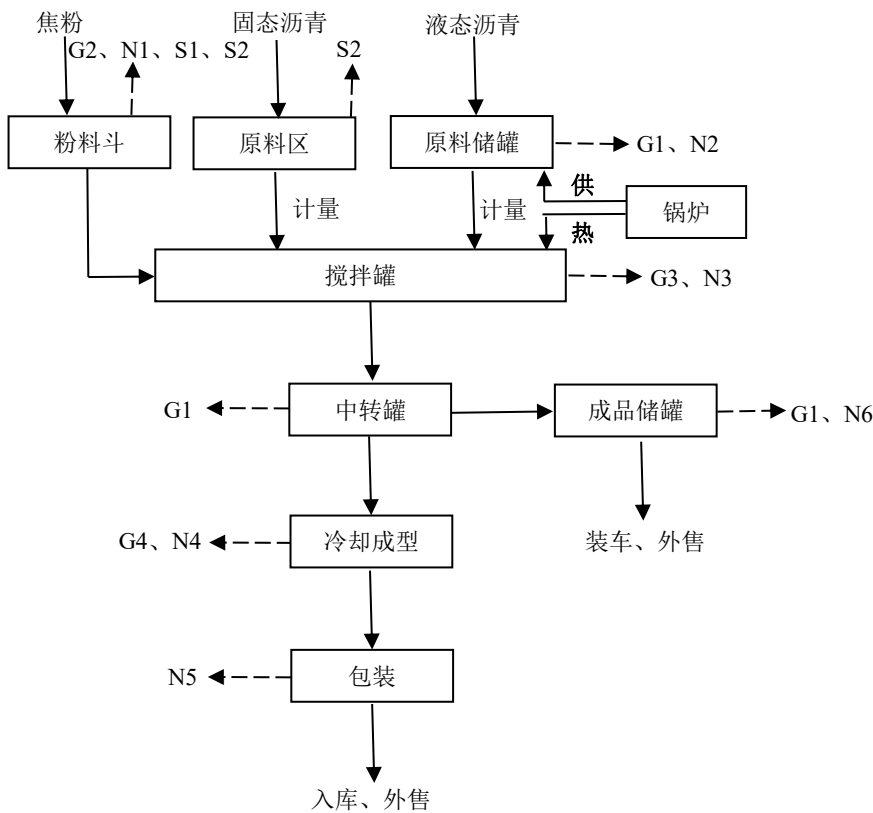 焦粉
固态沥青
液态沥青
G2、N1、S1、S2
S2
粉料斗
原料区
原料储罐
G1、N2
供
锅炉
计量
计量
热
搅拌罐
G3、N3
G1
中转罐
成品储罐
G1、N6
G4、N4
冷却成型
装车、外售
N5
包装
入库、外售